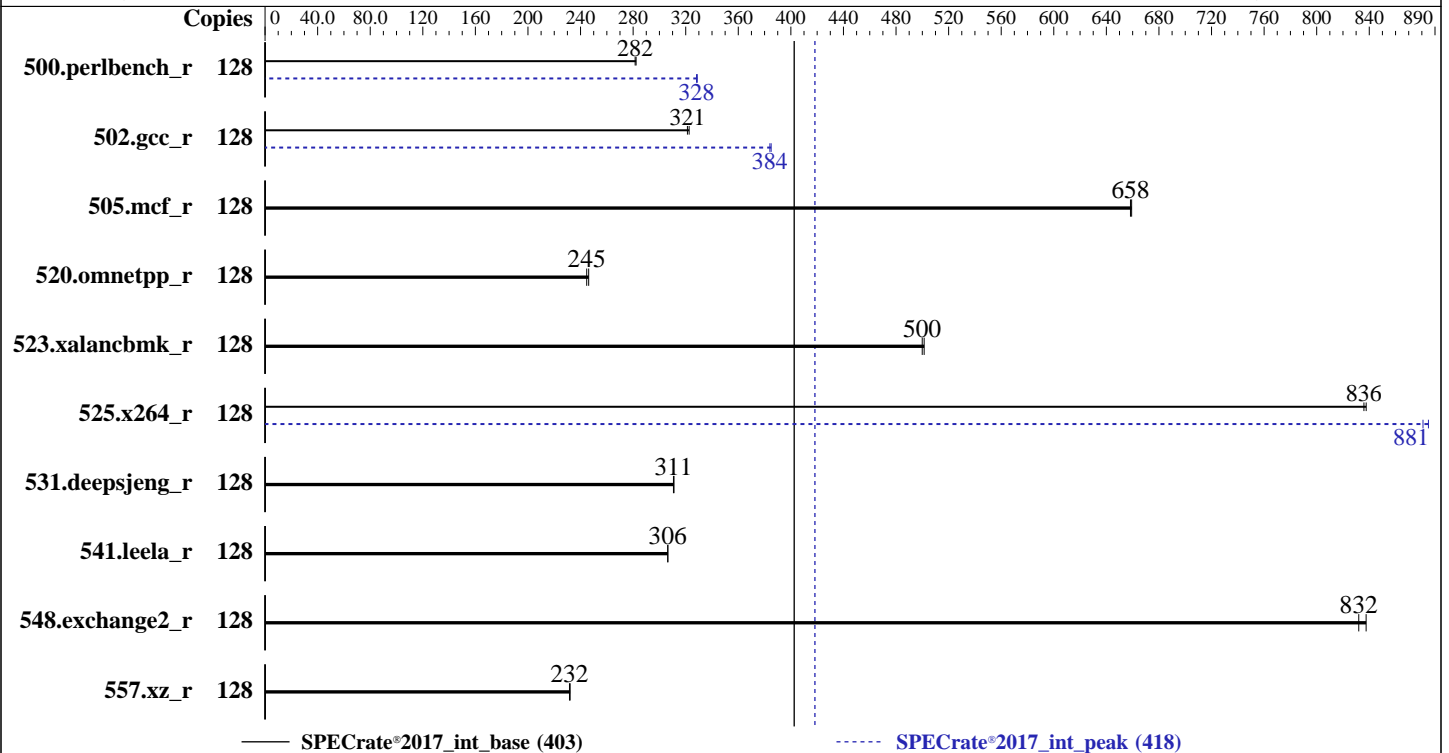 Copies 0 40.0 80.0 120 160 200 240 280 320 360 400 440 480 520 560 600 640 680 720 760 800 840 890
282
500.perlbench_r 128
328
321
502.gcc_r 128
384
658
505.mcf_r 128
245
520.omnetpp_r 128
500
523.xalancbmk_r 128
836
525.x264_r 128
881
311
531.deepsjeng_r 128
306
541.leela_r 128
832
548.exchange2_r 128
232
557.xz_r 128
SPECrate®2017_int_base (403) SPECrate®2017_int_peak (418)